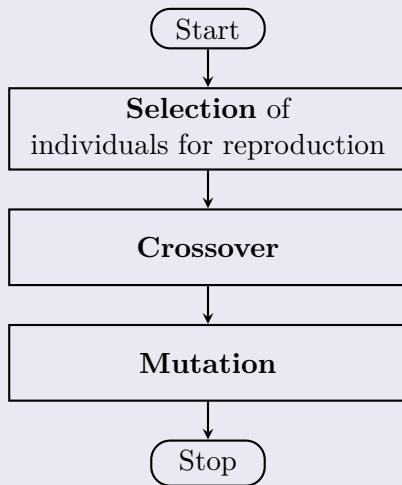 Start
Selection of
individuals for reproduction
Crossover
Mutation
Stop